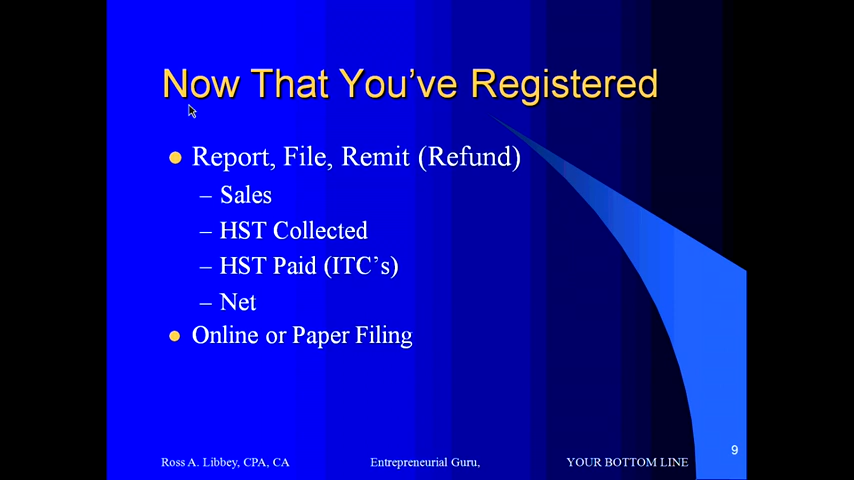 Now That You’ve Registered
Report, File, Remit (Refund)
– Sales
– HST Collected
– HST Paid (ITC’s)
– Net
Online or Paper Filing
9
Ross A. Libbey, CPA, CA
Entrepreneurial Guru,
YOUR BOTTOM LINE